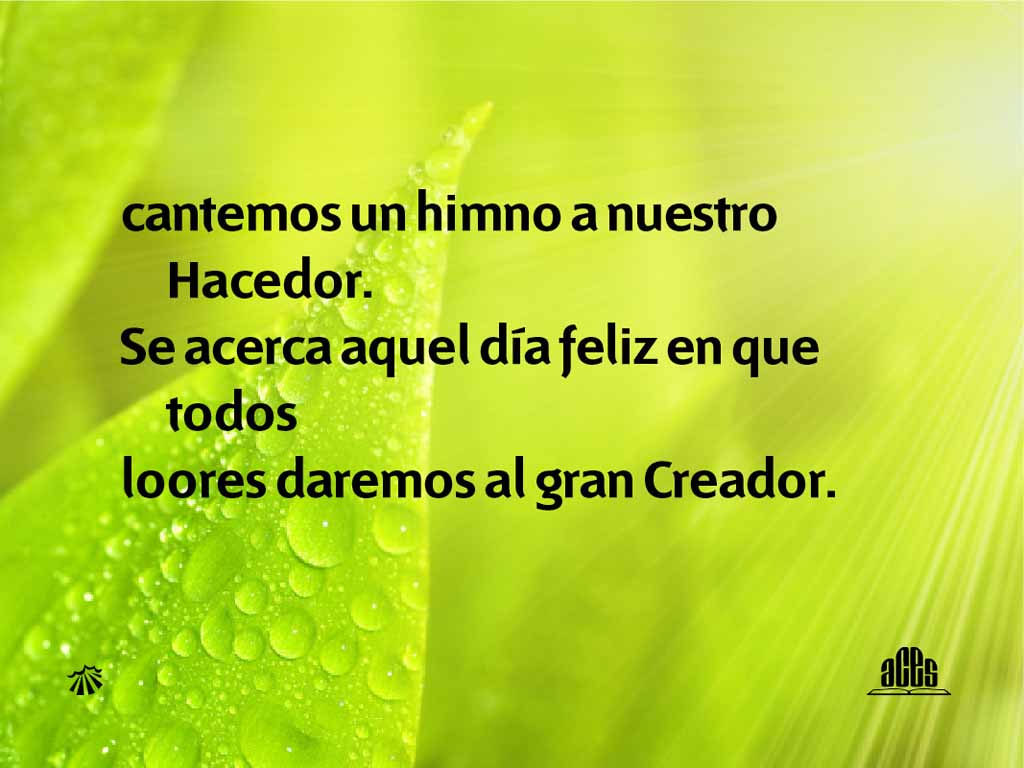 cantemos un himno a nuestro
Hacedor.
Se acerca aquel día feliz en que
todos
loores daremos al gran Creador.
aces